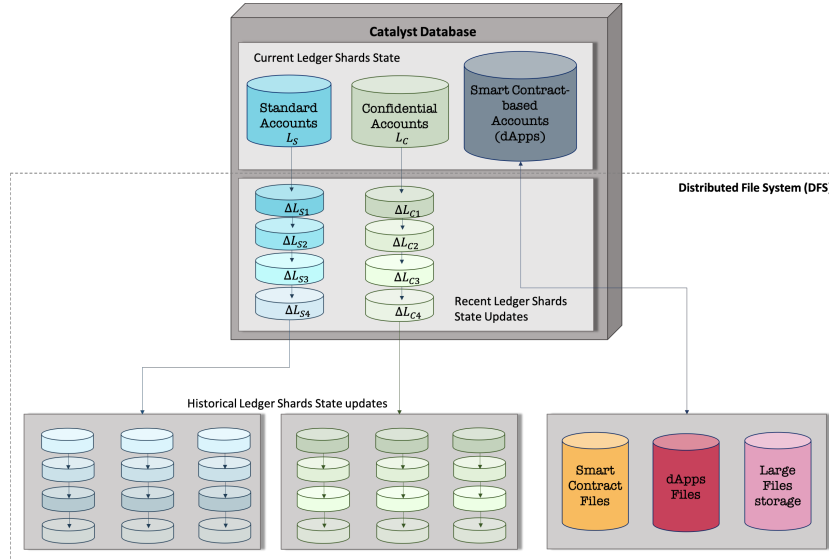 Catalyst Database
Current Ledger Shards State
Standard
Accounts
L_S
Confidential
Accounts
L_C
Smart Contract-
based
Accounts
(dApps)
Distributed File System (DFS)
ΔL_S1
ΔL_S2
ΔL_S3
ΔL_S4
ΔL_C1
ΔL_C2
ΔL_C3
ΔL_C4
Recent Ledger Shards
State Updates
Historical Ledger Shards State updates
Smart
Contract
Files
dApps
Files
Large
Files
storage